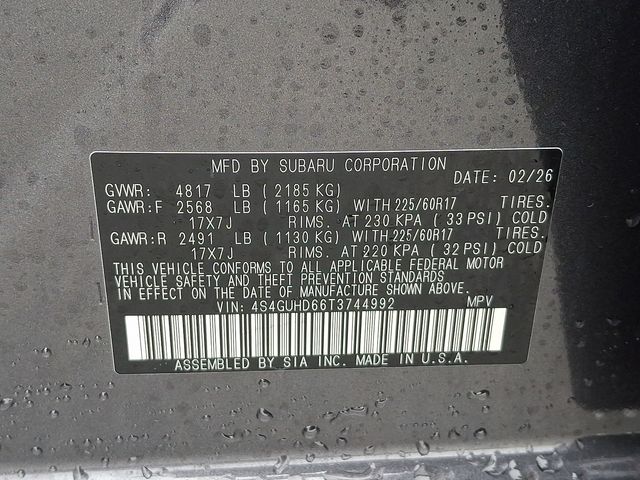 MFD BY SUBARU CORPORATION
DATE: 02/26
GVWR: 4817 LB (2185 KG)
GAWR:F 2568 LB (1165 KG) WITH 225/60R17 TIRES.
17X7J RIMS. AT 230 KPA (33 PSI) COLD
GAWR:R 2491 LB (1130 KG) WITH 225/60R17 TIRES.
17X7J RIMS. AT 220 KPA (32 PSI) COLD
THIS VEHICLE CONFORMS TO ALL APPLICABLE FEDERAL MOTOR
VEHICLE SAFETY AND THEFT PREVENTION STANDARDS
IN EFFECT ON THE DATE OF MANUFACTURE SHOWN ABOVE.
VIN: 4S4GUHD66T3744992 MPV
ASSEMBLED BY SIA INC. MADE IN U.S.A.